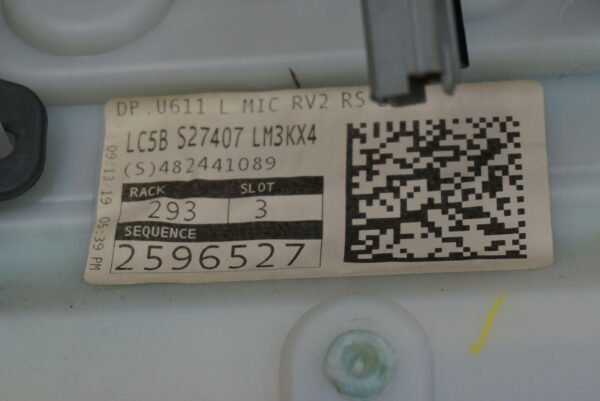 DP.U611 L MIC RV2 RS
LC5B S27407 LM3KX4
(S)482441089
RACK SLOT
293 3
SEQUENCE
2596527
09/13/19 05:39 PM